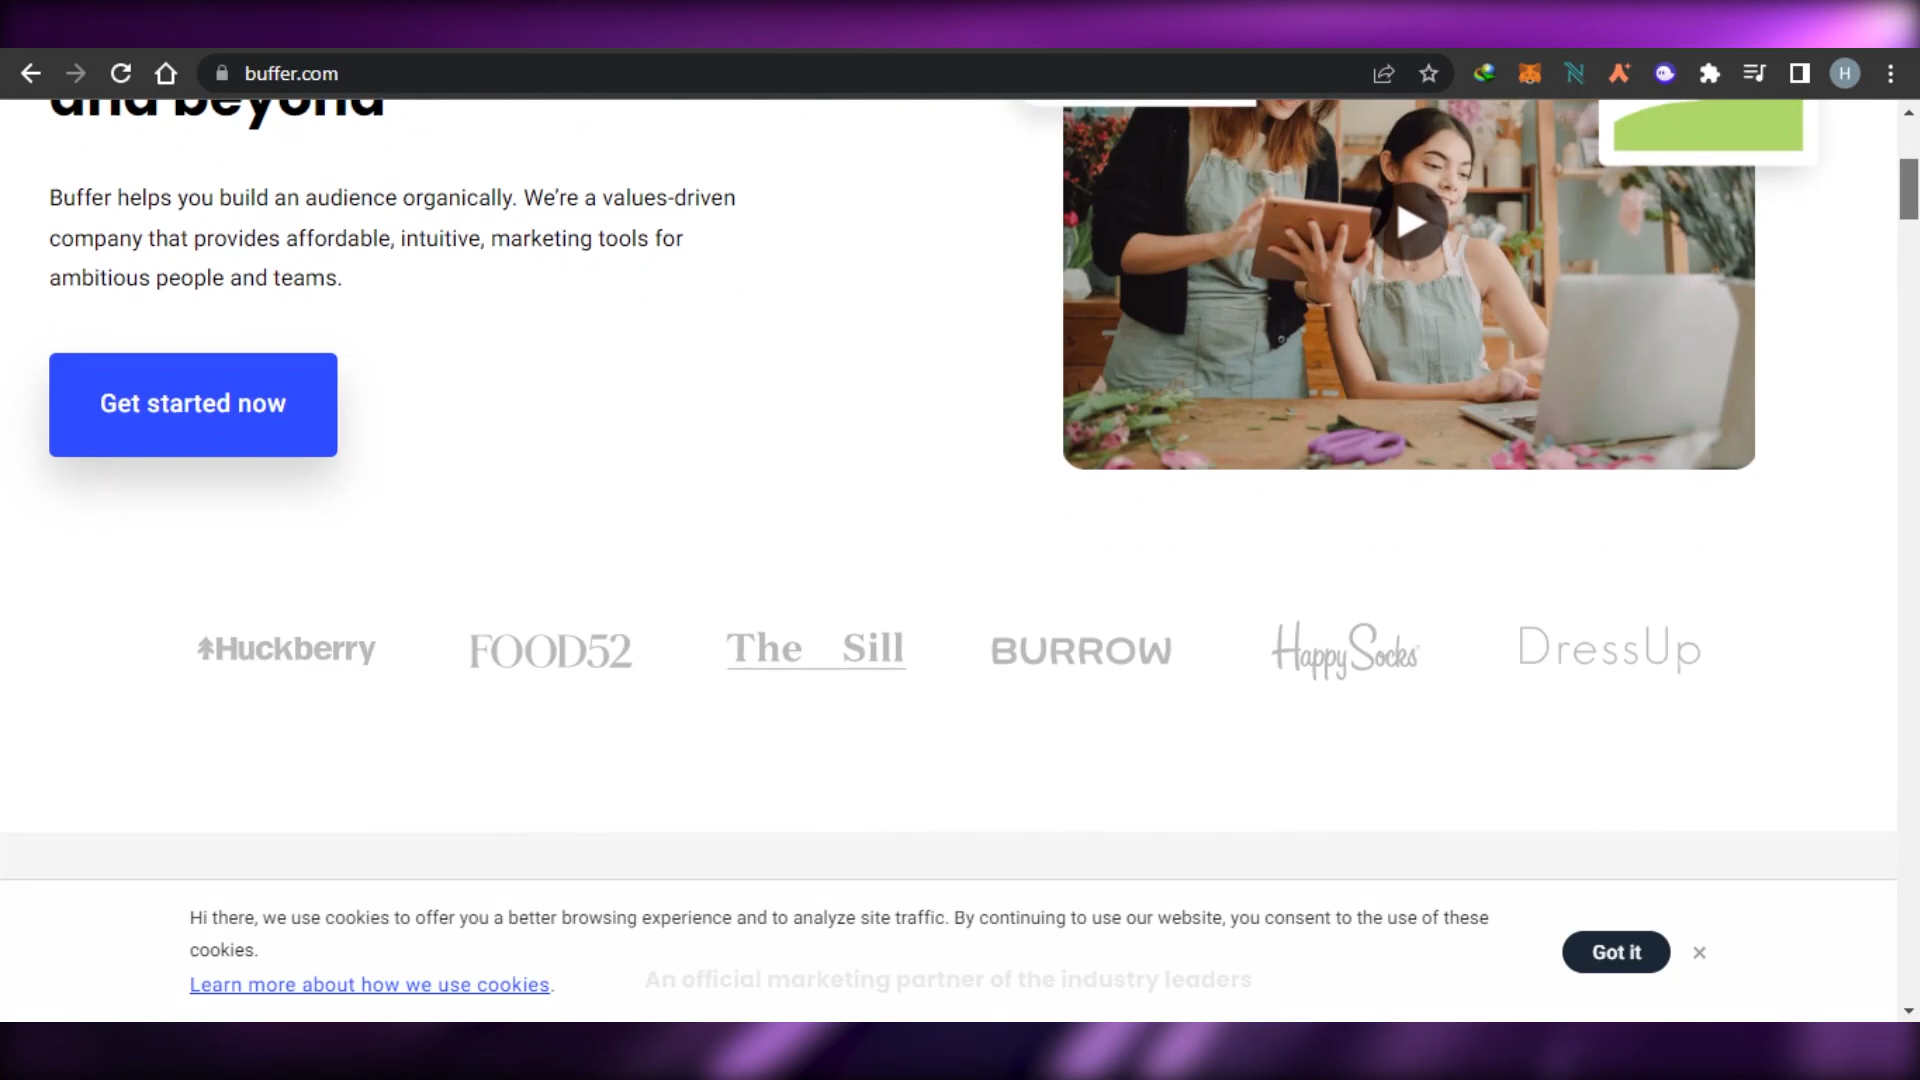 buffer.com
H
and beyond
Buffer helps you build an audience organically. We're a values-driven
company that provides affordable, intuitive, marketing tools for
ambitious people and teams.
Get started now
Huckberry
FOOD52
The Sill
BURROW
Happy Socks
DressUp
Hi there, we use cookies to offer you a better browsing experience and to analyze site traffic. By continuing to use our website, you consent to the use of these
cookies.
Learn more about how we use cookies.
Got it
An official marketing partner of the industry leaders